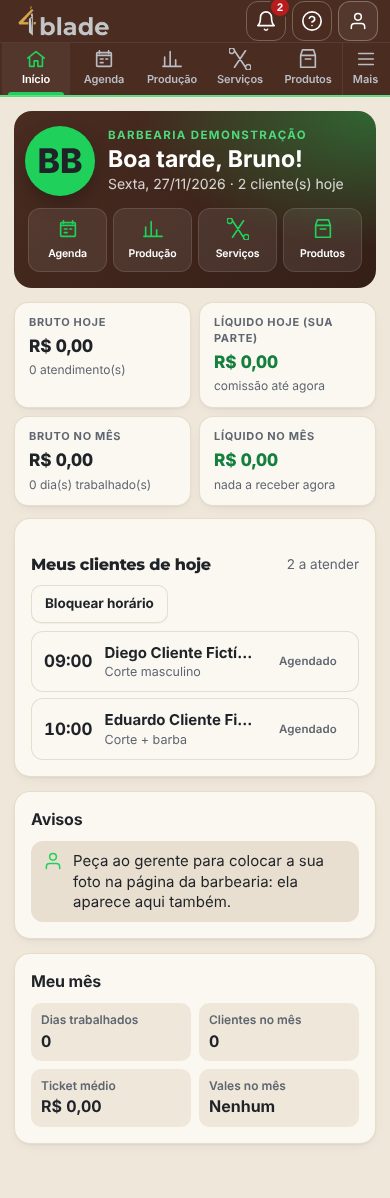 4blade
2
Início
Agenda
Produção
Serviços
Produtos
Mais
BB
BARBEARIA DEMONSTRAÇÃO
Boa tarde, Bruno!
Sexta, 27/11/2026 · 2 cliente(s) hoje
Agenda
Produção
Serviços
Produtos
BRUTO HOJE
R$ 0,00
0 atendimento(s)
LÍQUIDO HOJE (SUA
PARTE)
R$ 0,00
comissão até agora
BRUTO NO MÊS
R$ 0,00
0 dia(s) trabalhado(s)
LÍQUIDO NO MÊS
R$ 0,00
nada a receber agora
Meus clientes de hoje
2 a atender
Bloquear horário
09:00
Diego Cliente Fictí...
Corte masculino
Agendado
10:00
Eduardo Cliente Fi...
Corte + barba
Agendado
Avisos
Peça ao gerente para colocar a sua
foto na página da barbearia: ela
aparece aqui também.
Meu mês
Dias trabalhados
0
Clientes no mês
0
Ticket médio
R$ 0,00
Vales no mês
Nenhum